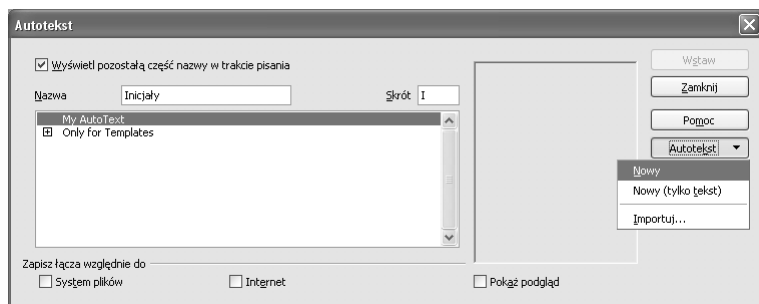 Autotekst
Wyświetl pozostałą część nazwy w trakcie pisania
Wstaw
Zamknij
Nazwa Inicjały Skrót I
My AutoText
Only for Templates
Pomoc
Autotekst
Nowy
Nowy (tylko tekst)
Importuj...
Zapisz łącza względnie do
System plików Internet Pokaż podgląd